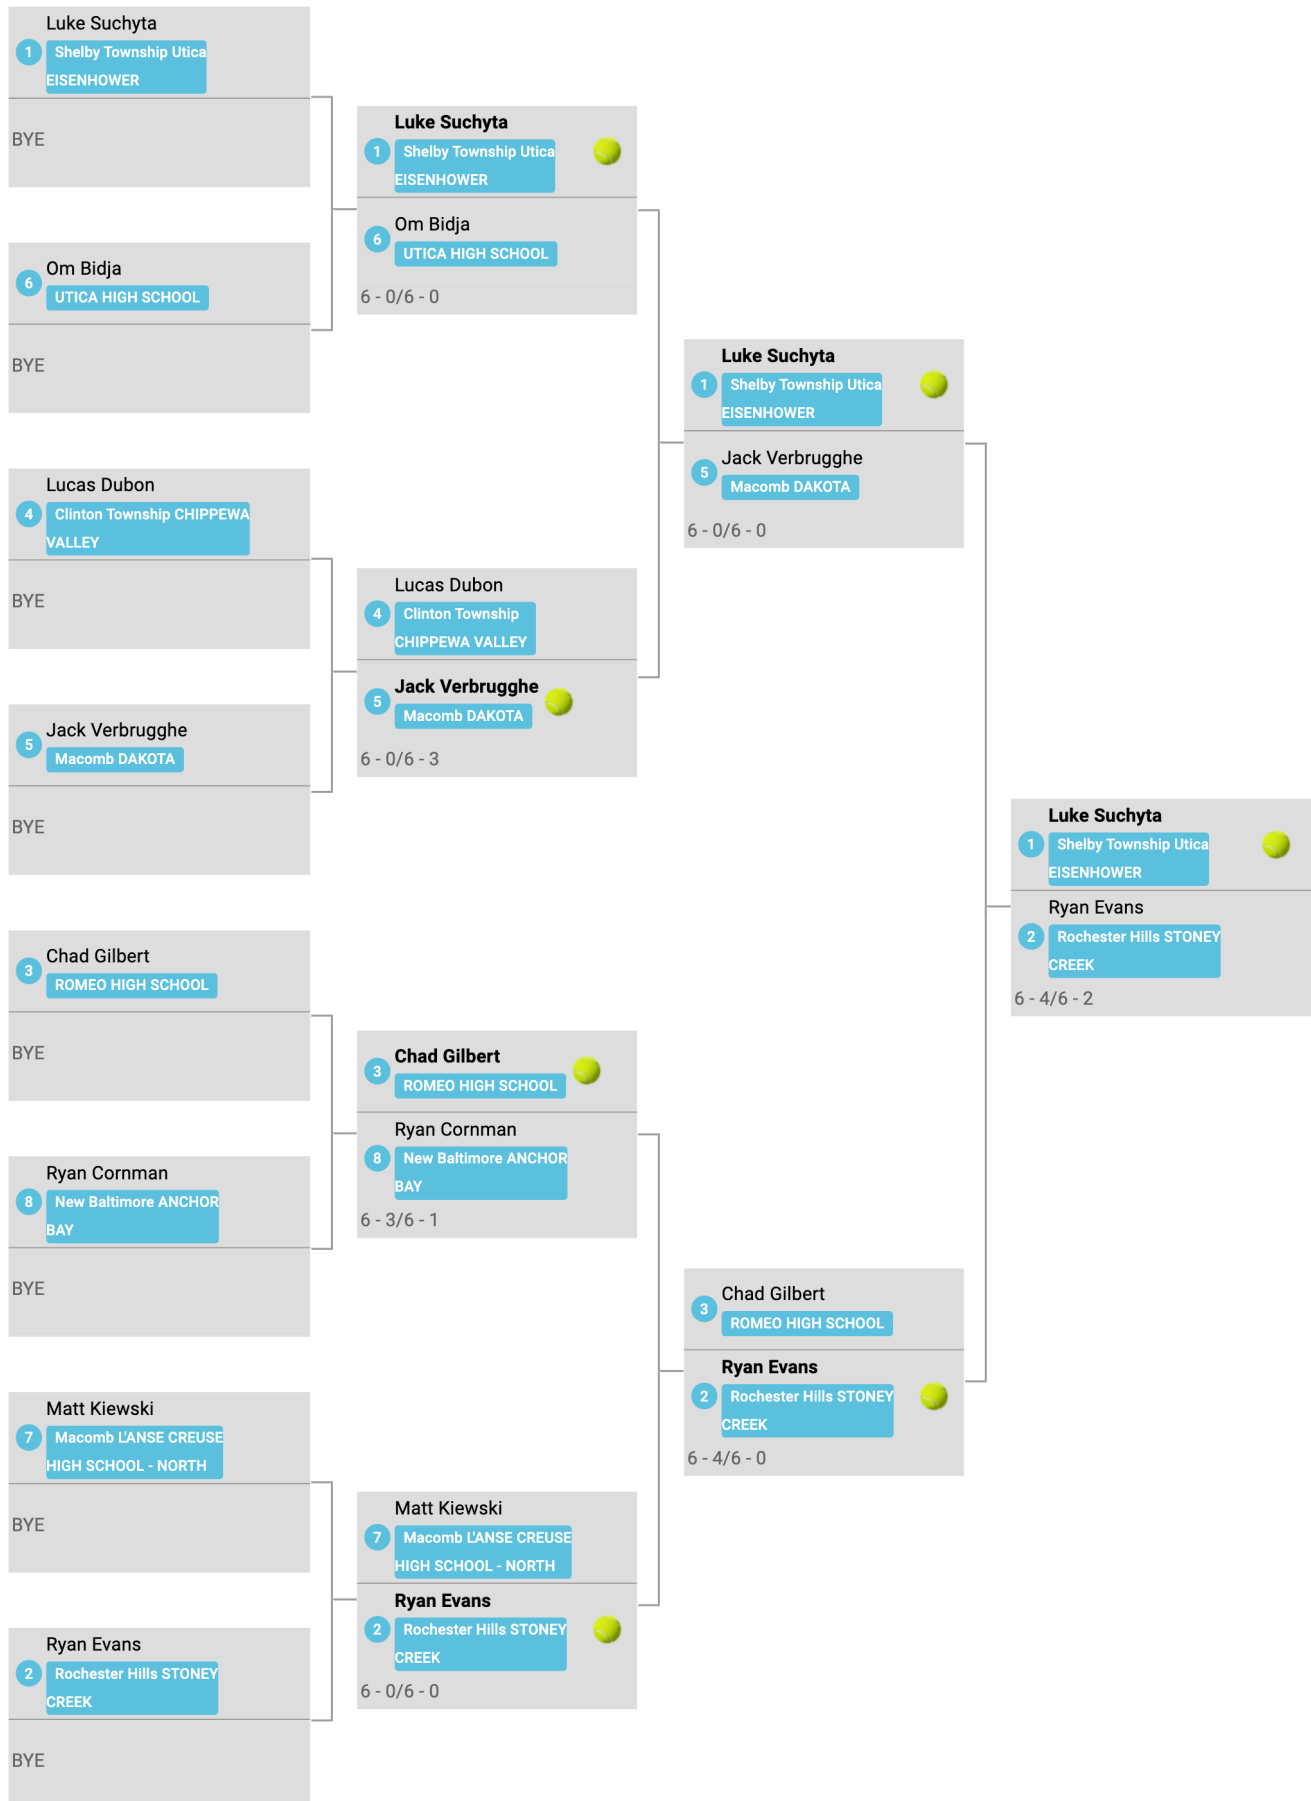 Luke Suchyta
1
Shelby Township Utica
EISENHOWER
BYE
6
Om Bidja
UTICA HIGH SCHOOL
BYE
Lucas Dubon
4
Clinton Township CHIPPEWA
VALLEY
BYE
5
Jack Verbrugghe
Macomb DAKOTA
BYE
3
Chad Gilbert
ROMEO HIGH SCHOOL
BYE
Ryan Cornman
8
New Baltimore ANCHOR
BAY
BYE
Matt Kiewski
7
Macomb L'ANSE CREUSE
HIGH SCHOOL - NORTH
BYE
Ryan Evans
2
Rochester Hills STONEY
CREEK
BYE
Luke Suchyta
1
Shelby Township Utica
EISENHOWER
Om Bidja
6
UTICA HIGH SCHOOL
6 - 0/6 - 0
Lucas Dubon
4
Clinton Township
CHIPPEWA VALLEY
Jack Verbrugghe
5
Macomb DAKOTA
6 - 0/6 - 3
Chad Gilbert
3
ROMEO HIGH SCHOOL
Ryan Cornman
8
New Baltimore ANCHOR
BAY
6 - 3/6 - 1
Matt Kiewski
7
Macomb L'ANSE CREUSE
HIGH SCHOOL - NORTH
Ryan Evans
2
Rochester Hills STONEY
CREEK
6 - 0/6 - 0
Luke Suchyta
1
Shelby Township Utica
EISENHOWER
Jack Verbrugghe
5
Macomb DAKOTA
6 - 0/6 - 0
Chad Gilbert
3
ROMEO HIGH SCHOOL
Ryan Evans
2
Rochester Hills STONEY
CREEK
6 - 4/6 - 0
Luke Suchyta
1
Shelby Township Utica
EISENHOWER
Ryan Evans
2
Rochester Hills STONEY
CREEK
6 - 4/6 - 2